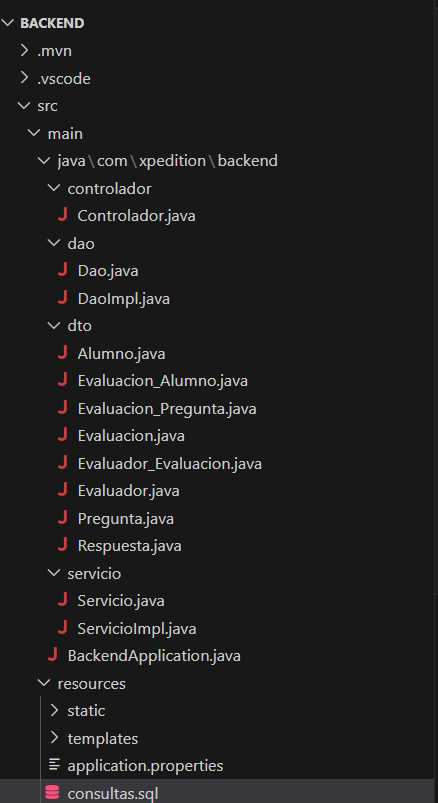 BACKEND
.mvn
.vscode
src
main
java\com\xpedition\backend
controlador
Controlador.java
dao
Dao.java
DaoImpl.java
dto
Alumno.java
Evaluacion_Alumno.java
Evaluacion_Pregunta.java
Evaluacion.java
Evaluador_Evaluacion.java
Evaluador.java
Pregunta.java
Respuesta.java
servicio
Servicio.java
ServicioImpl.java
BackendApplication.java
resources
static
templates
application.properties
consultas.sql